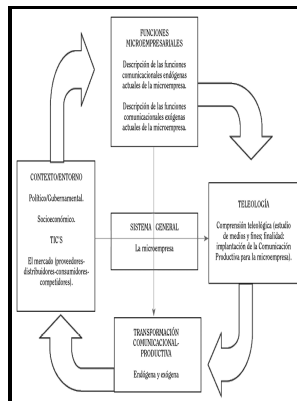 FUNCIONES
MICROEMPRESARIALES
Descripción de las funciones
comunicacionales endógenas
actuales de la microempresa.
Descripción de las funciones
comunicacionales exógenas
actuales de la microempresa.
CONTEXTO/ENTORNO
Político/Gubernamental.
Socioeconómico.
TIC'S
El mercado (proveedores-
distribuidores-consumidores-
competidores).
SISTEMA GENERAL
La microempresa
TELEOLOGÍA
Comprensión teleológica (estudio
de medios y fines; finalidad:
implantación de la Comunicación
Productiva para la microempresa).
TRANSFORMACIÓN
COMUNICACIONAL-
PRODUCTIVA
Endógena y exógena